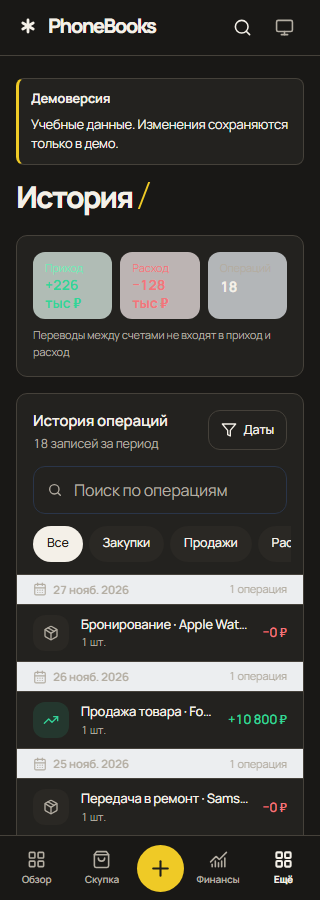 PhoneBooks
Демоверсия
Учебные данные. Изменения сохраняются
только в демо.
История /
Приход
+226
тыс ₽
Расход
−128
тыс ₽
Операций
18
Переводы между счетами не входят в приход и
расход
История операций
18 записей за период
Даты
Поиск по операциям
Все
Закупки
Продажи
Рас
27 нояб. 2026
1 операция
Бронирование · Apple Wat...
−0 ₽
1 шт.
26 нояб. 2026
1 операция
Продажа товара · Fo...
+10 800 ₽
1 шт.
25 нояб. 2026
1 операция
Передача в ремонт · Sams...
−0 ₽
1 шт.
Обзор
Скупка
Финансы
Ещё